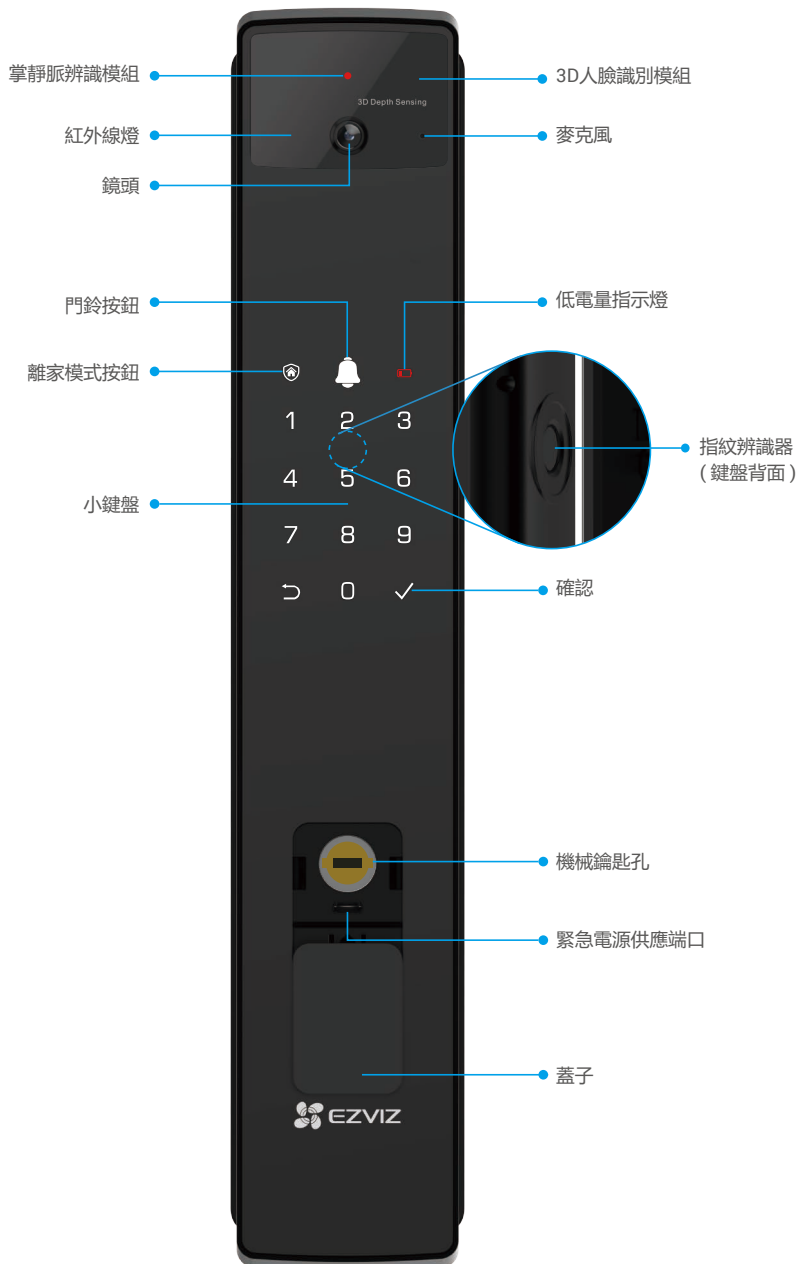 掌靜脈辨識模組
3D人臉識別模組
3D Depth Sensing
紅外線燈
麥克風
鏡頭
門鈴按鈕
低電量指示燈
離家模式按鈕
1 2 3
指紋辨識器
( 鍵盤背面 )
4 5 6
小鍵盤
7 8 9
0
確認
機械鑰匙孔
緊急電源供應端口
蓋子
EZVIZ